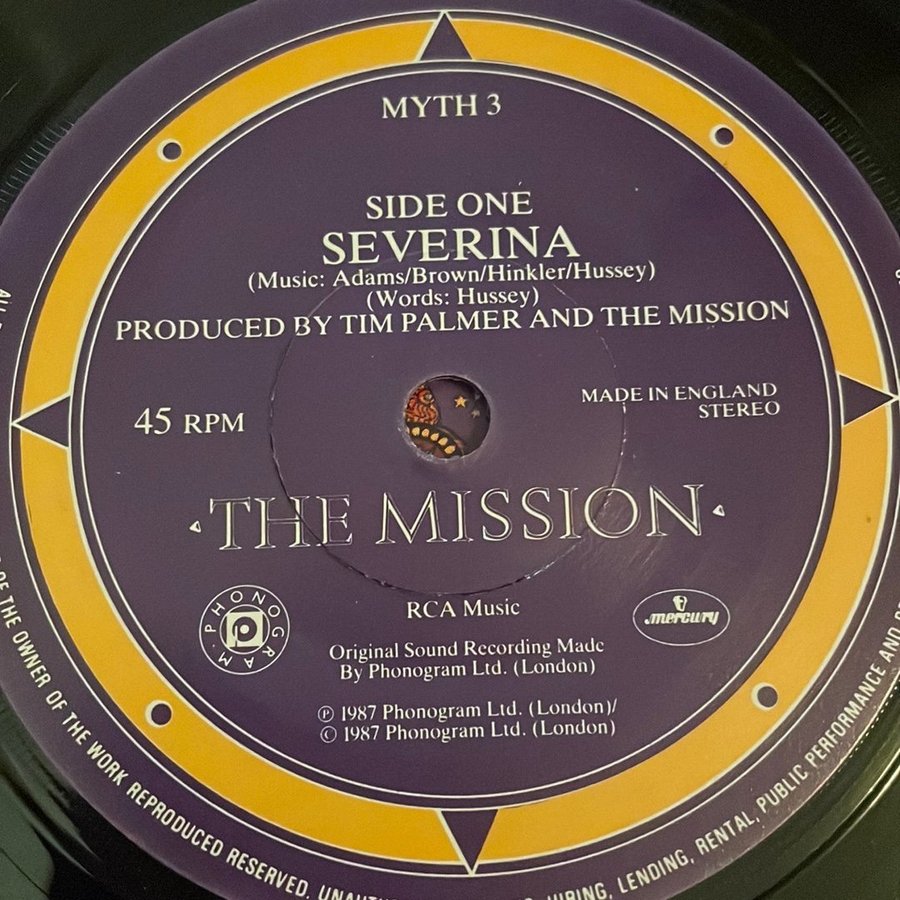 MYTH 3
SIDE ONE
SEVERINA
(Music: Adams/Brown/Hinkler/Hussey)
(Words: Hussey)
PRODUCED BY TIM PALMER AND THE MISSION
45 RPM
MADE IN ENGLAND
STEREO
THE MISSION
PHONOGRAM
p
mercury
RCA Music
Original Sound Recording Made
By Phonogram Ltd. (London)
℗ 1987 Phonogram Ltd. (London)/
© 1987 Phonogram Ltd. (London)
OF THE OWNER OF THE WORK REPRODUCED RESERVED. HIRING, LENDING, RENTAL, PUBLIC PERFORMANCE AND